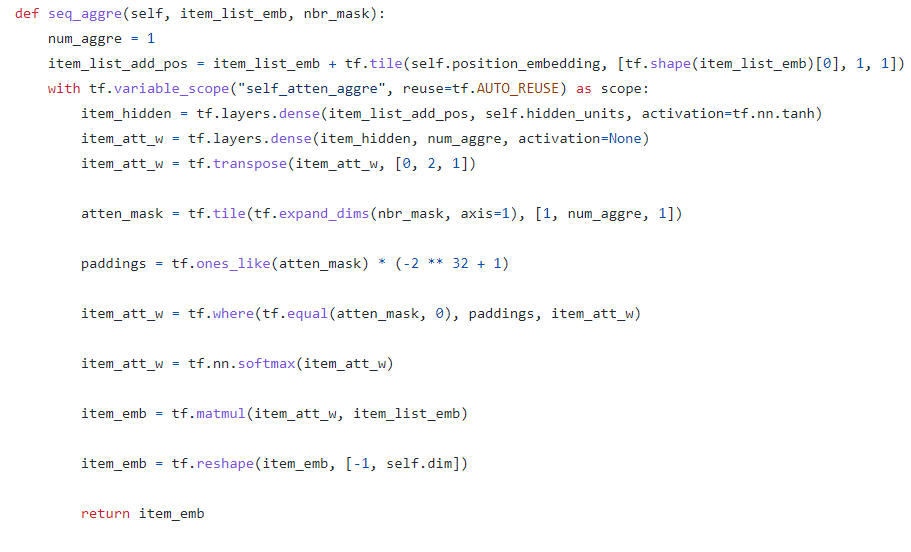 def seq_aggre(self, item_list_emb, nbr_mask):
    num_aggre = 1
    item_list_add_pos = item_list_emb + tf.tile(self.position_embedding, [tf.shape(item_list_emb)[0], 1, 1])
    with tf.variable_scope("self_atten_aggre", reuse=tf.AUTO_REUSE) as scope:
        item_hidden = tf.layers.dense(item_list_add_pos, self.hidden_units, activation=tf.nn.tanh)
        item_att_w = tf.layers.dense(item_hidden, num_aggre, activation=None)
        item_att_w = tf.transpose(item_att_w, [0, 2, 1])

        atten_mask = tf.tile(tf.expand_dims(nbr_mask, axis=1), [1, num_aggre, 1])

        paddings = tf.ones_like(atten_mask) * (-2 ** 32 + 1)

        item_att_w = tf.where(tf.equal(atten_mask, 0), paddings, item_att_w)

        item_att_w = tf.nn.softmax(item_att_w)

        item_emb = tf.matmul(item_att_w, item_list_emb)

        item_emb = tf.reshape(item_emb, [-1, self.dim])

        return item_emb